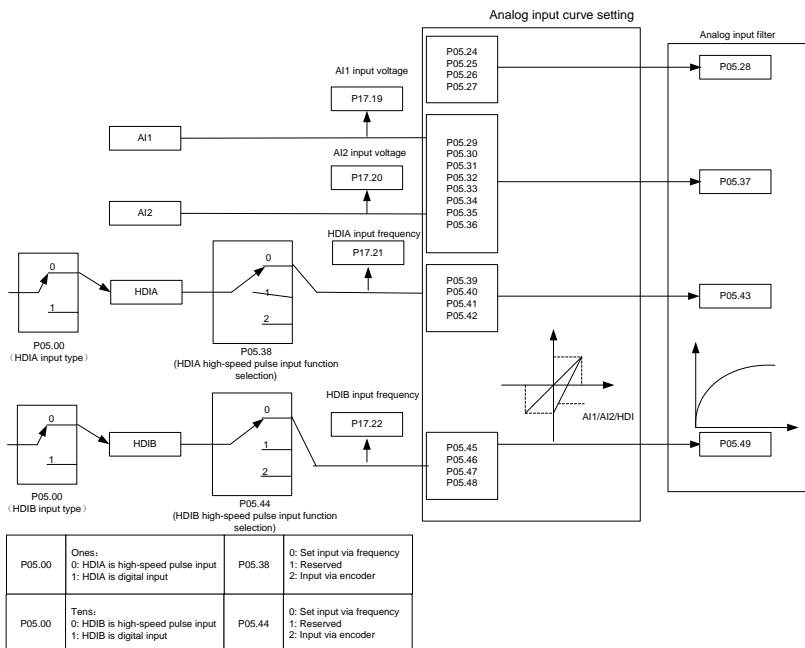 Analog input curve setting
Analog input filter
P05.24
P05.25
P05.26
P05.27
P05.28
AI1 input voltage
P17.19
AI1
P05.29
P05.30
P05.31
P05.32
P05.33
P05.34
P05.35
P05.36
P05.37
AI2 input voltage
P17.20
AI2
HDIA input frequency
P17.21
0
1
P05.00
（HDIA input type）
HDIA
0
1
2
P05.38
(HDIA high-speed pulse input function
selection)
P05.39
P05.40
P05.41
P05.42
P05.43
AI1/AI2/HDI
HDIB input frequency
P17.22
0
1
P05.00
（HDIB input type）
HDIB
0
1
2
P05.44
(HDIB high-speed pulse input function
selection)
P05.45
P05.46
P05.47
P05.48
P05.49
P05.00
Ones：
0: HDIA is high-speed pulse input
1: HDIA is digital input
P05.38
0: Set input via frequency
1: Reserved
2: Input via encoder
P05.00
Tens：
0: HDIB is high-speed pulse input
1: HDIB is digital input
P05.44
0: Set input via frequency
1: Reserved
2: Input via encoder